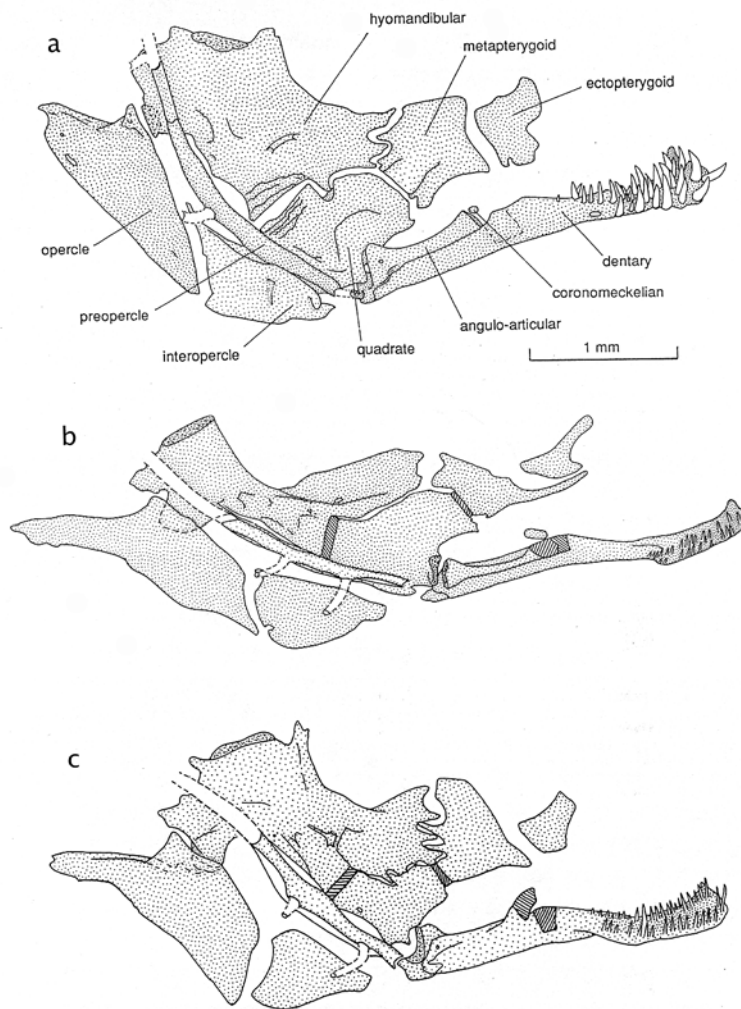 a
hyomandibular
metapterygoid
ectopterygoid
opercle
dentary
preopercle
coronomeckelian
angulo-articular
interopercle
quadrate
1 mm
b
c